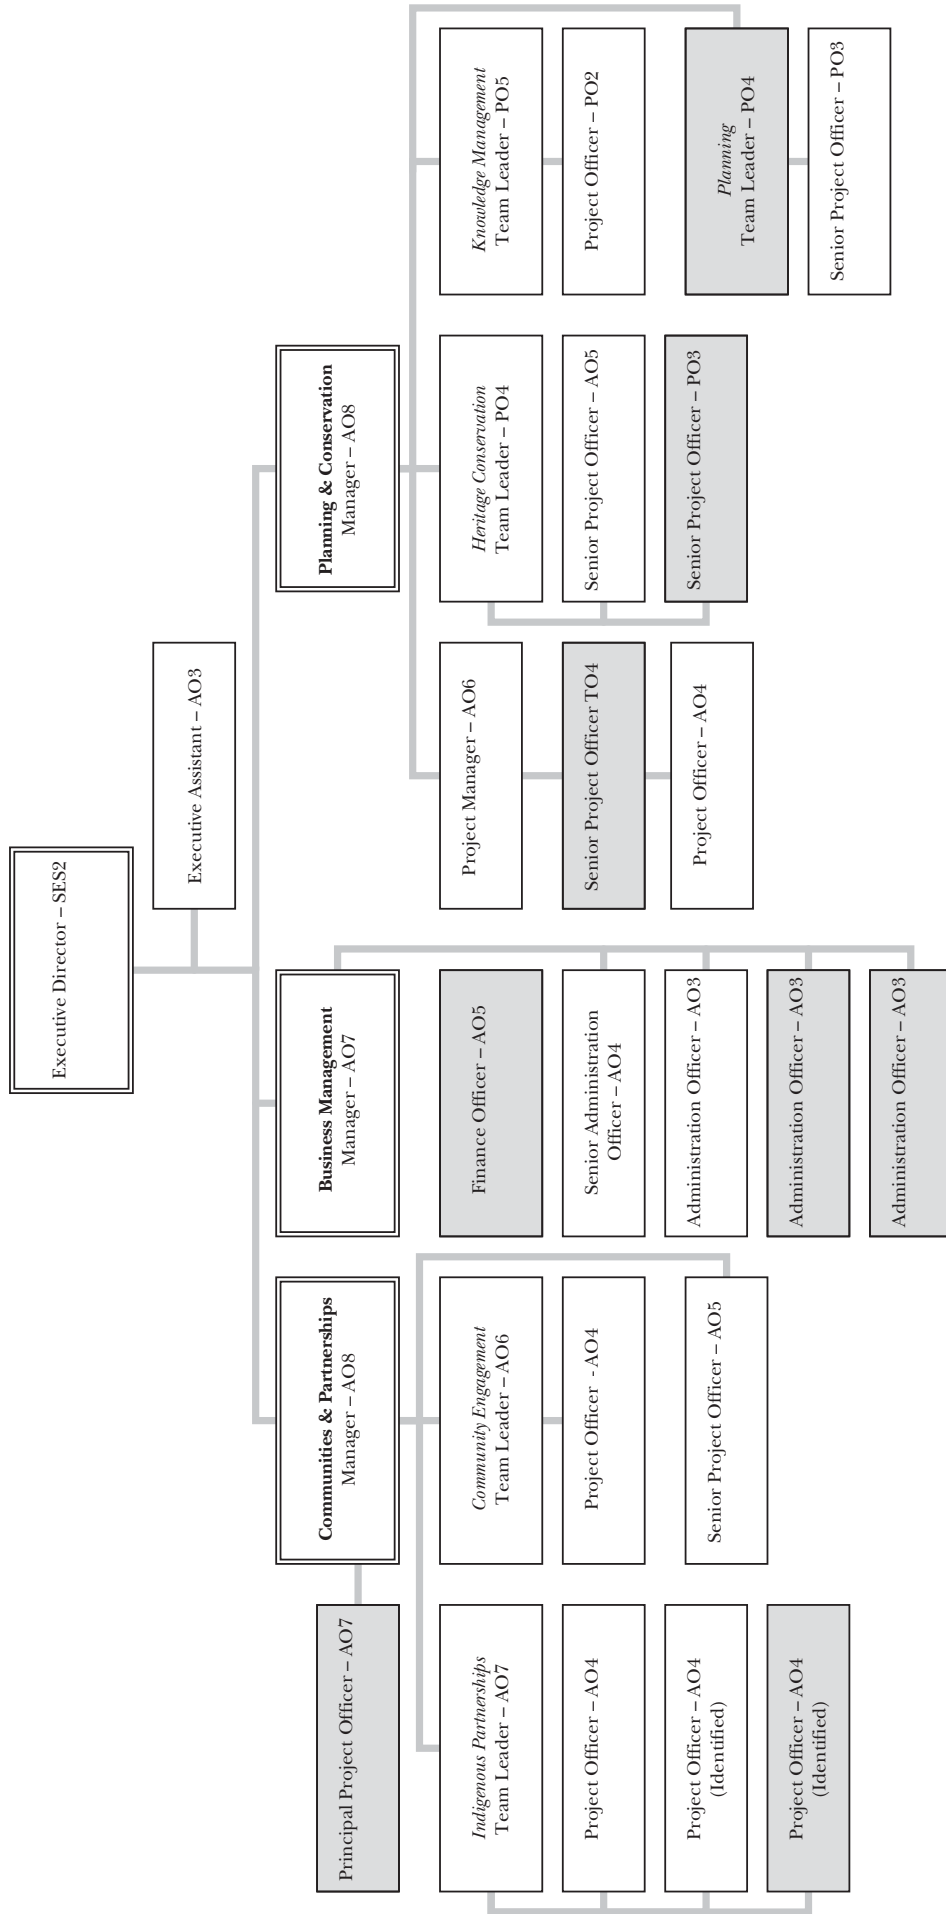 Executive Director – SES2
Executive Assistant – AO3
Principal Project Officer – AO7
Communities & Partnerships
Manager – AO8
Business Management
Manager – AO7
Planning & Conservation
Manager – AO8
Indigenous Partnerships
Team Leader – AO7
Project Officer – AO4
Project Officer – AO4
(Identified)
Project Officer – AO4
(Identified)
Community Engagement
Team Leader – AO6
Project Officer - AO4
Senior Project Officer – AO5
Finance Officer – AO5
Senior Administration
Officer – AO4
Administration Officer – AO3
Administration Officer – AO3
Administration Officer – AO3
Project Manager – AO6
Senior Project Officer TO4
Project Officer – AO4
Heritage Conservation
Team Leader – PO4
Senior Project Officer – AO5
Senior Project Officer – PO3
Knowledge Management
Team Leader – PO5
Project Officer – PO2
Planning
Team Leader – PO4
Senior Project Officer – PO3